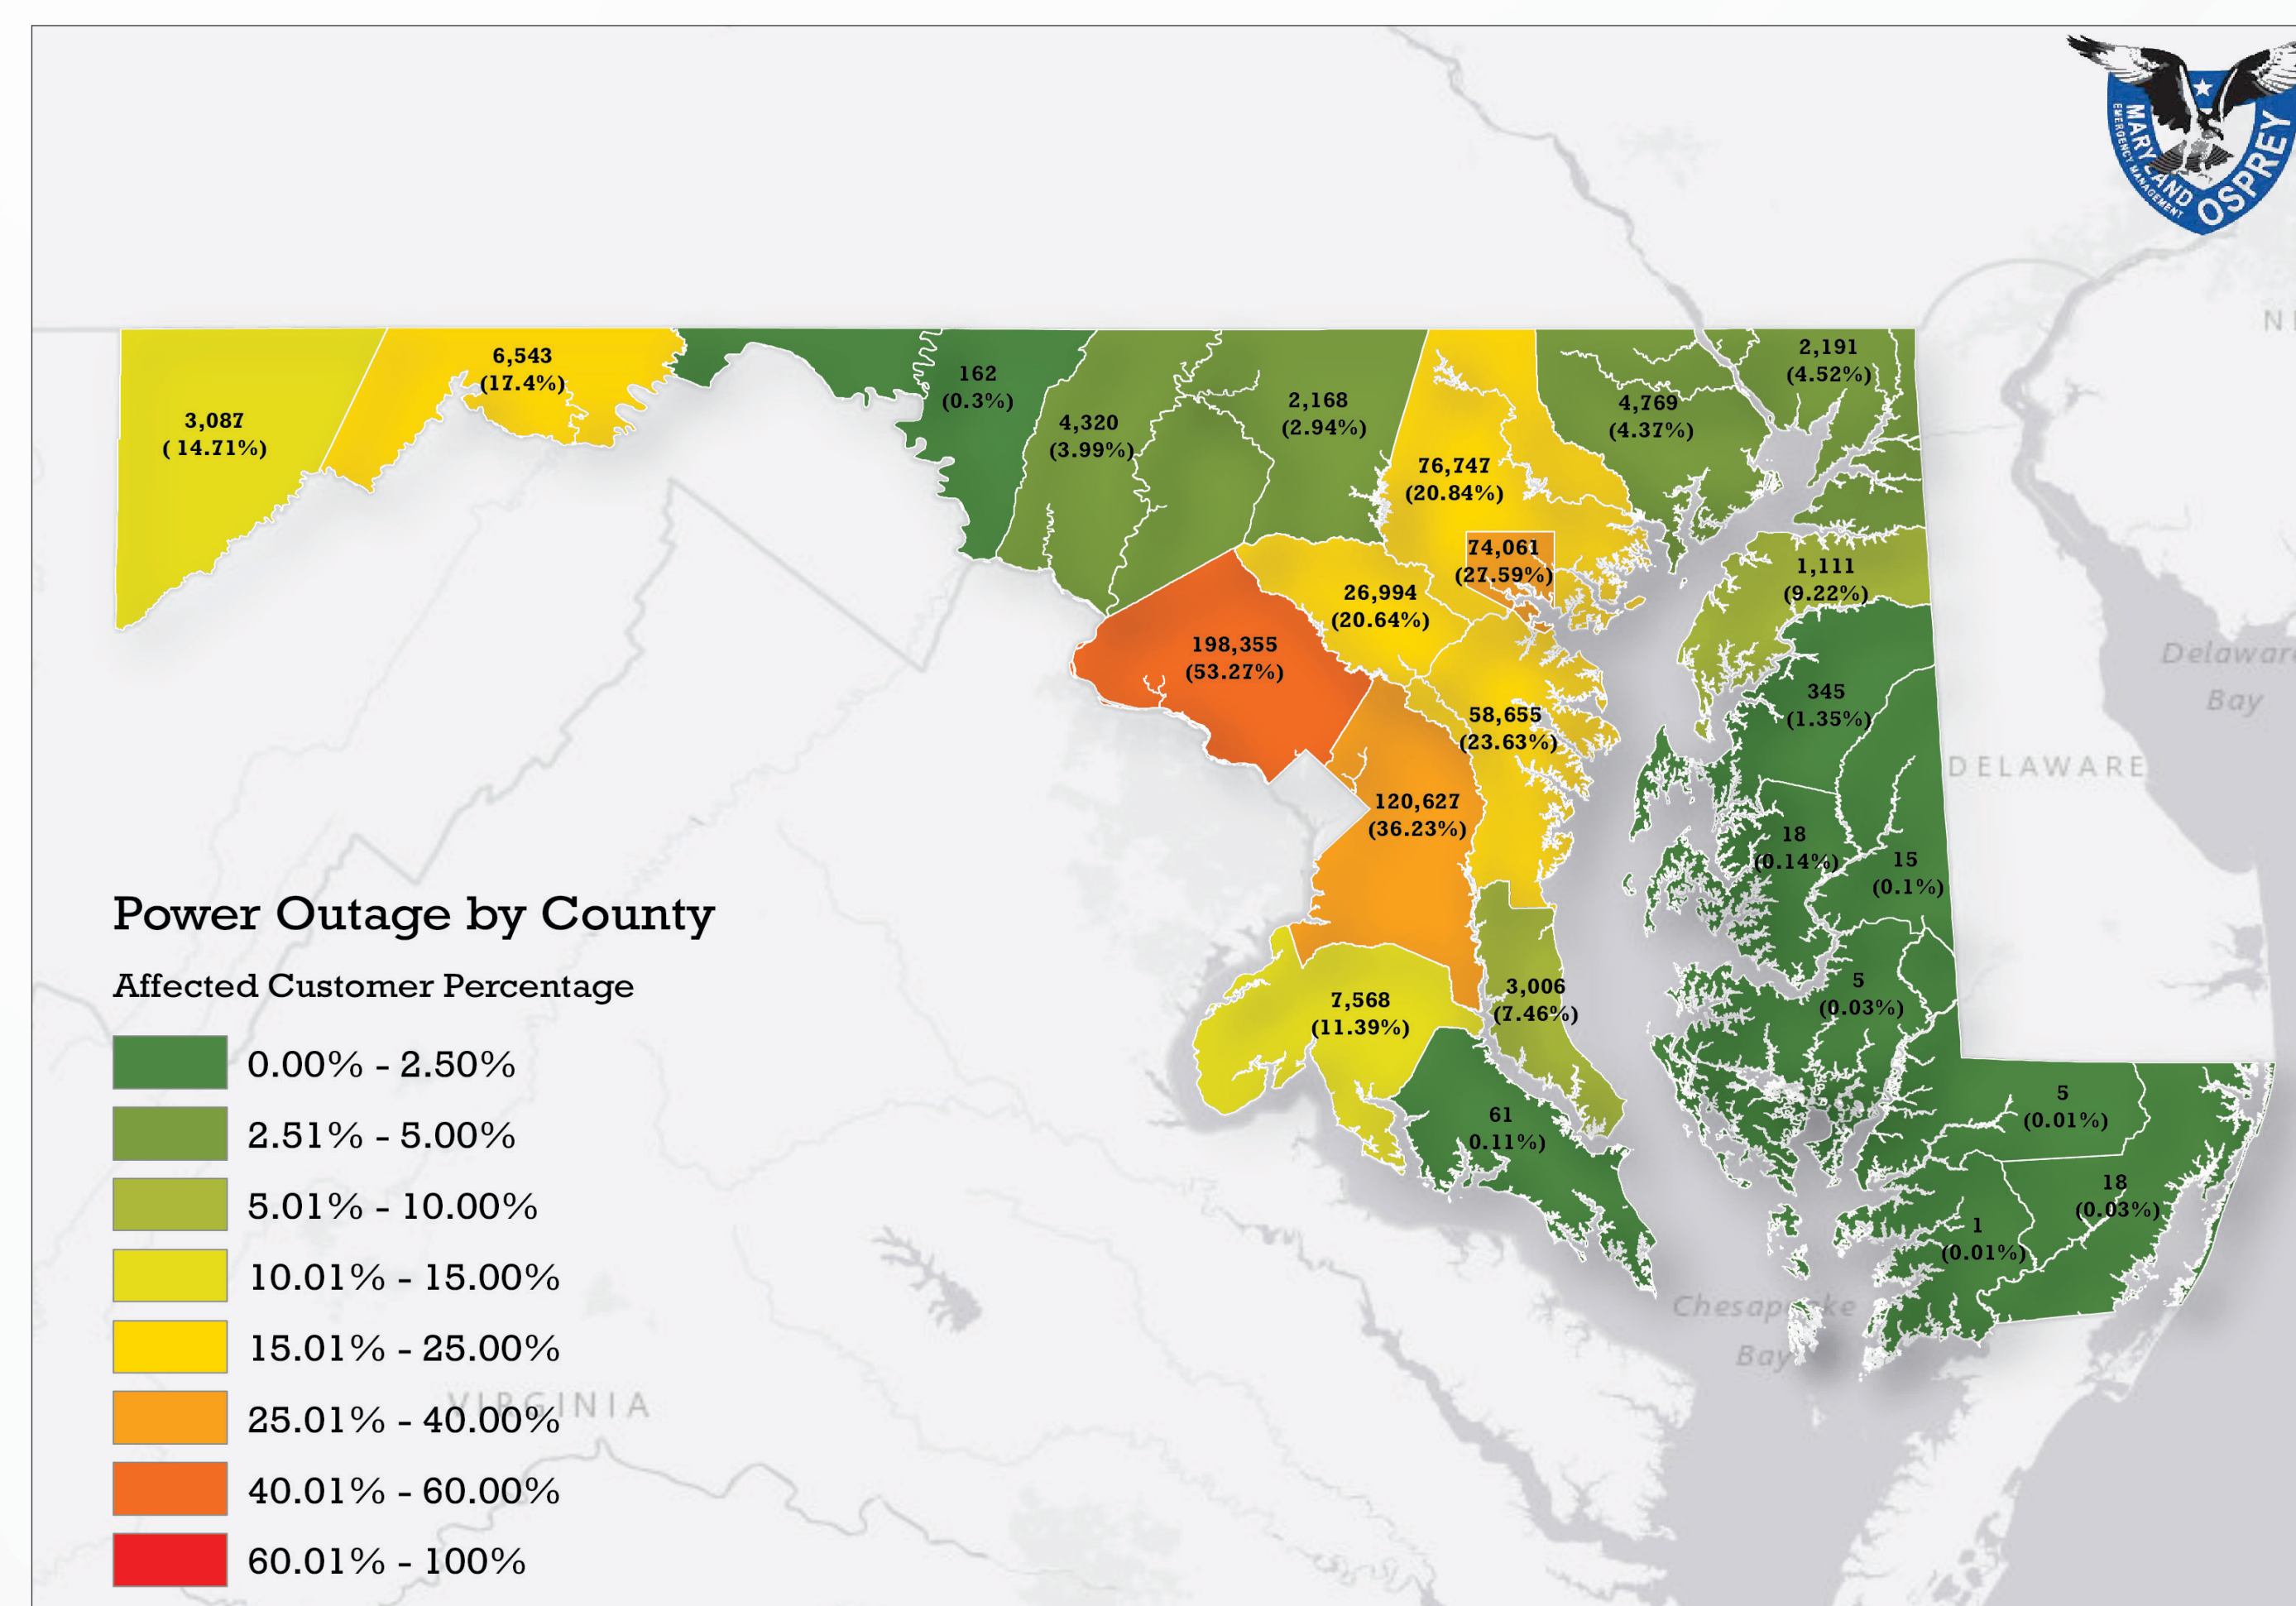 MARYLAND
OSPREY
EMERGENCY MANAGEMENT
6,543
(17.4%)
3,087
( 14.71%)
162
(0.3%)
4,320
(3.99%)
2,168
(2.94%)
76,747
(20.84%)
4,769
(4.37%)
2,191
(4.52%)
74,061
(27.59%)
26,994
(20.64%)
1,111
(9.22%)
198,355
(53.27%)
345
(1.35%)
58,655
(23.63%)
120,627
(36.23%)
18
(0.14%)
15
(0.1%)
5
(0.03%)
3,006
(7.46%)
7,568
(11.39%)
61
0.11%)
5
(0.01%)
18
(0.03%)
1
(0.01%)
Delaware
Bay
DELAWARE
Chesapeake
Bay
VIRGINIA
Power Outage by County
Affected Customer Percentage
0.00% - 2.50%
2.51% - 5.00%
5.01% - 10.00%
10.01% - 15.00%
15.01% - 25.00%
25.01% - 40.00%
40.01% - 60.00%
60.01% - 100%